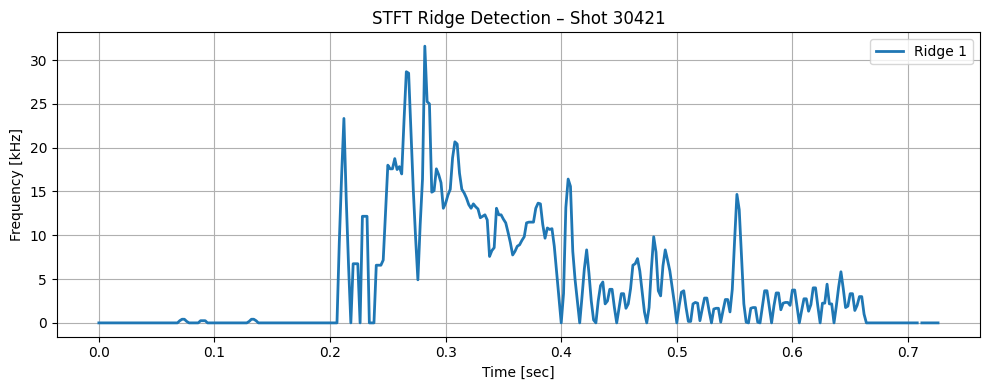 STFT Ridge Detection – Shot 30421
Ridge 1
Frequency [kHz]
30
25
20
15
10
5
0
0.0 0.1 0.2 0.3 0.4 0.5 0.6 0.7
Time [sec]